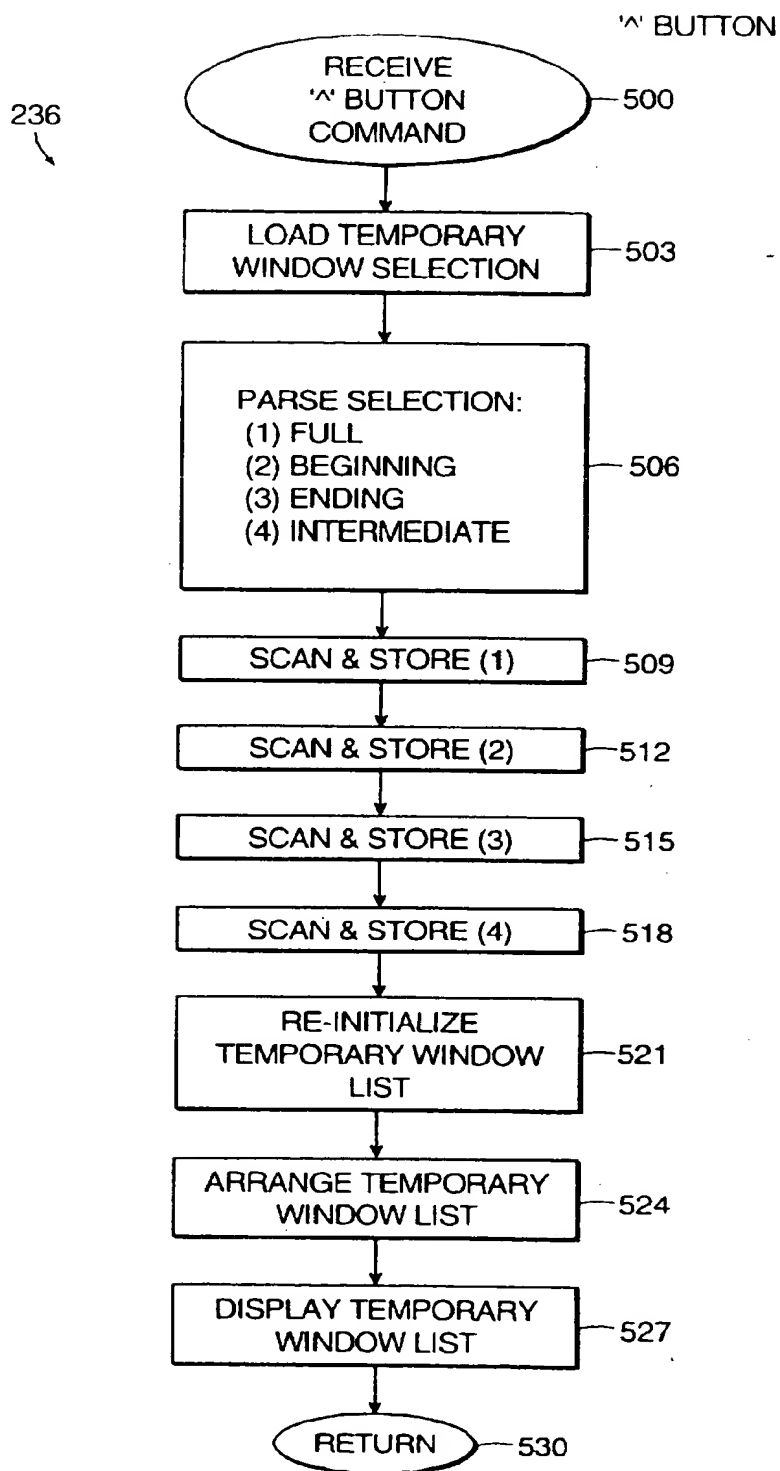 '^' BUTTON
RECEIVE
'^' BUTTON
COMMAND
500
236
LOAD TEMPORARY
WINDOW SELECTION
503
PARSE SELECTION:
(1) FULL
(2) BEGINNING
(3) ENDING
(4) INTERMEDIATE
506
SCAN & STORE (1)
509
SCAN & STORE (2)
512
SCAN & STORE (3)
515
SCAN & STORE (4)
518
RE-INITIALIZE
TEMPORARY WINDOW
LIST
521
ARRANGE TEMPORARY
WINDOW LIST
524
DISPLAY TEMPORARY
WINDOW LIST
527
RETURN
530